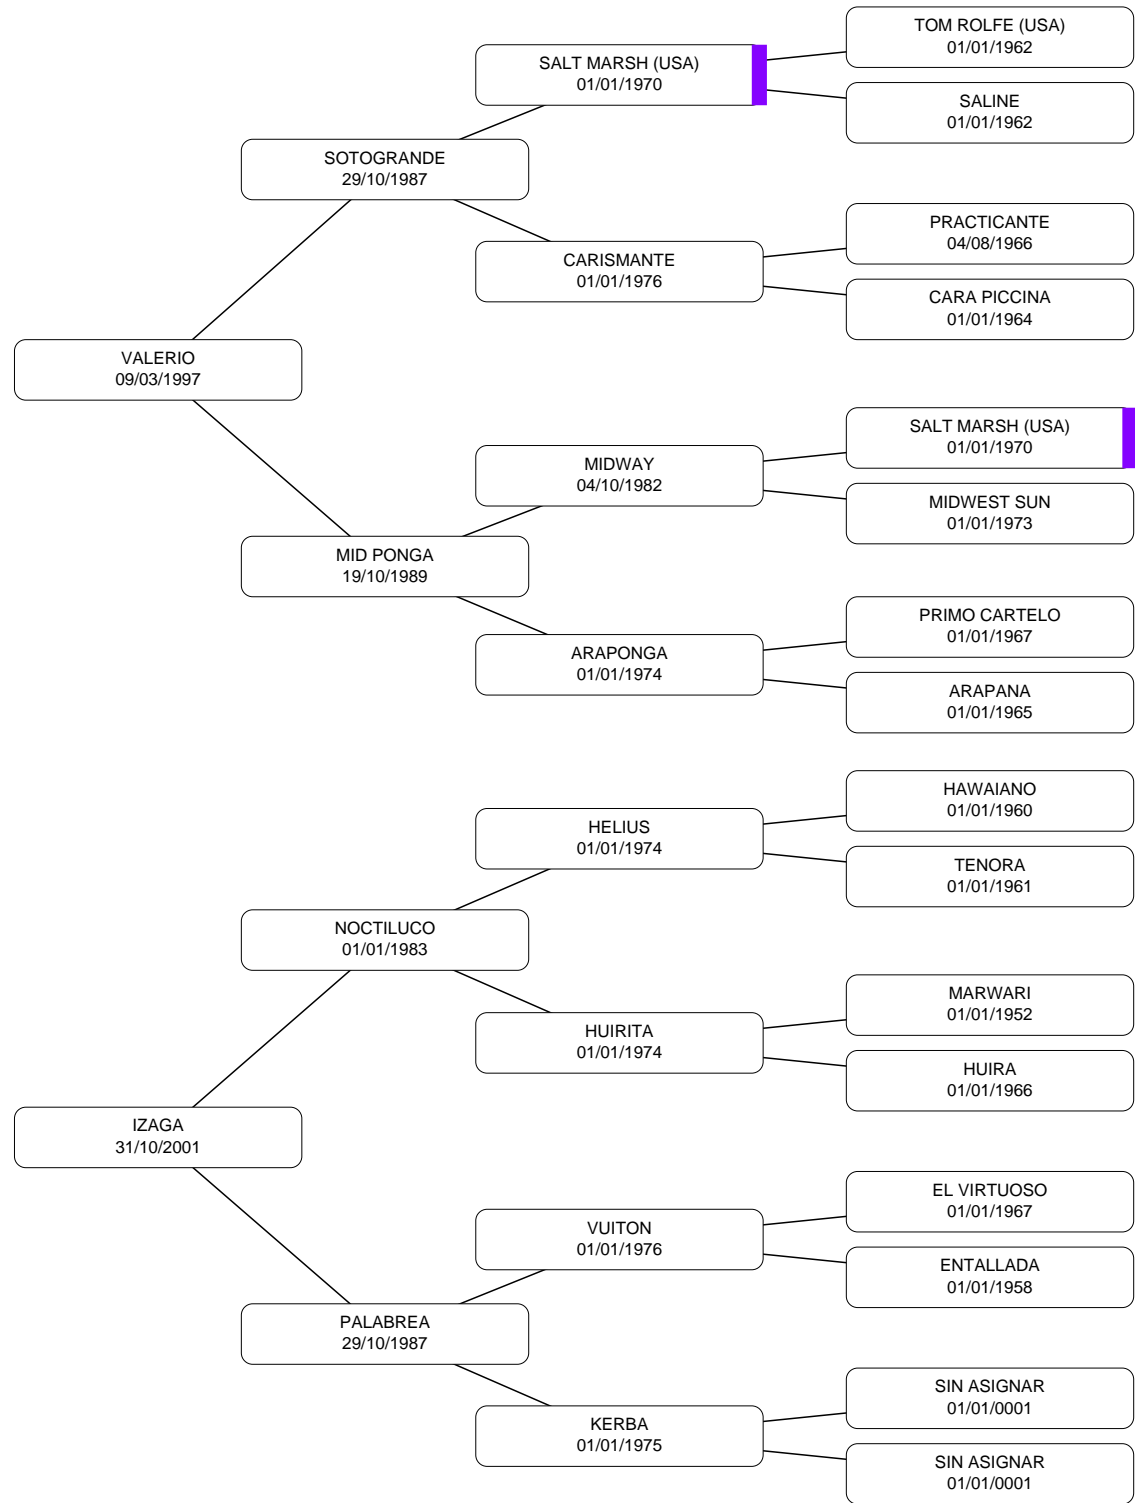 TOM ROLFE (USA)
01/01/1962
SALT MARSH (USA)
01/01/1970
SALINE
01/01/1962
SOTOGRANDE
29/10/1987
PRACTICANTE
04/08/1966
CARISMANTE
01/01/1976
CARA PICCINA
01/01/1964
VALERIO
09/03/1997
SALT MARSH (USA)
01/01/1970
MIDWAY
04/10/1982
MIDWEST SUN
01/01/1973
MID PONGA
19/10/1989
PRIMO CARTELO
01/01/1967
ARAPONGA
01/01/1974
ARAPANA
01/01/1965
HAWAIANO
01/01/1960
HELIUS
01/01/1974
TENORA
01/01/1961
NOCTILUCO
01/01/1983
MARWARI
01/01/1952
HUIRITA
01/01/1974
HUIRA
01/01/1966
IZAGA
31/10/2001
EL VIRTUOSO
01/01/1967
VUITON
01/01/1976
ENTALLADA
01/01/1958
PALABREA
29/10/1987
SIN ASIGNAR
01/01/0001
KERBA
01/01/1975
SIN ASIGNAR
01/01/0001